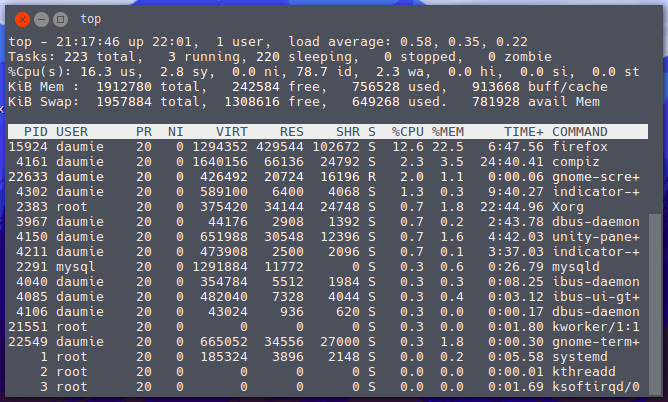 top
top - 21:17:46 up 22:01,  1 user,  load average: 0.58, 0.35, 0.22
Tasks: 223 total,   3 running, 220 sleeping,   0 stopped,   0 zombie
%Cpu(s): 16.3 us,  2.8 sy,  0.0 ni, 78.7 id,  2.3 wa,  0.0 hi,  0.0 si,  0.0 st
KiB Mem :  1912780 total,   242584 free,   756528 used,   913668 buff/cache
KiB Swap:  1957884 total,  1308616 free,   649268 used.   781928 avail Mem
PID USER      PR  NI    VIRT    RES    SHR S  %CPU %MEM     TIME+ COMMAND
15924 daumie    20   0 1294352 429544 102672 S  12.6 22.5   6:47.56 firefox
4161 daumie    20   0 1640156  66136  24792 S   2.3  3.5  24:40.41 compiz
22633 daumie    20   0  426492  20724  16196 R   2.0  1.1   0:00.06 gnome-scre+
4302 daumie    20   0  589100   6400   4068 S   1.3  0.3   9:40.27 indicator-+
2383 root      20   0  375420  34144  24748 S   0.7  1.8  22:44.96 Xorg
3967 daumie    20   0   44176   2908   1392 S   0.7  0.2   2:43.78 dbus-daemon
4150 daumie    20   0  651988  30548  12396 S   0.7  1.6   4:42.03 unity-pane+
4211 daumie    20   0  473908   2500   2096 S   0.7  0.1   3:37.03 indicator-+
2291 mysql     20   0 1291884  11772      0 S   0.3  0.6   0:26.79 mysqld
4040 daumie    20   0  354784   5512   1984 S   0.3  0.3   0:08.25 ibus-daemon
4085 daumie    20   0  482040   7328   4044 S   0.3  0.4   0:03.12 ibus-ui-gt+
4106 daumie    20   0   43024    936    620 S   0.3  0.0   0:00.17 dbus-daemon
21551 root      20   0       0      0      0 S   0.3  0.0   0:01.80 kworker/1:1
22549 daumie    20   0  665052  34556  27000 S   0.3  1.8   0:00.30 gnome-term+
1 root      20   0  185324   3896   2148 S   0.0  0.2   0:05.58 systemd
2 root      20   0       0      0      0 S   0.0  0.0   0:00.01 kthreadd
3 root      20   0       0      0      0 S   0.0  0.0   0:01.69 ksoftirqd/0